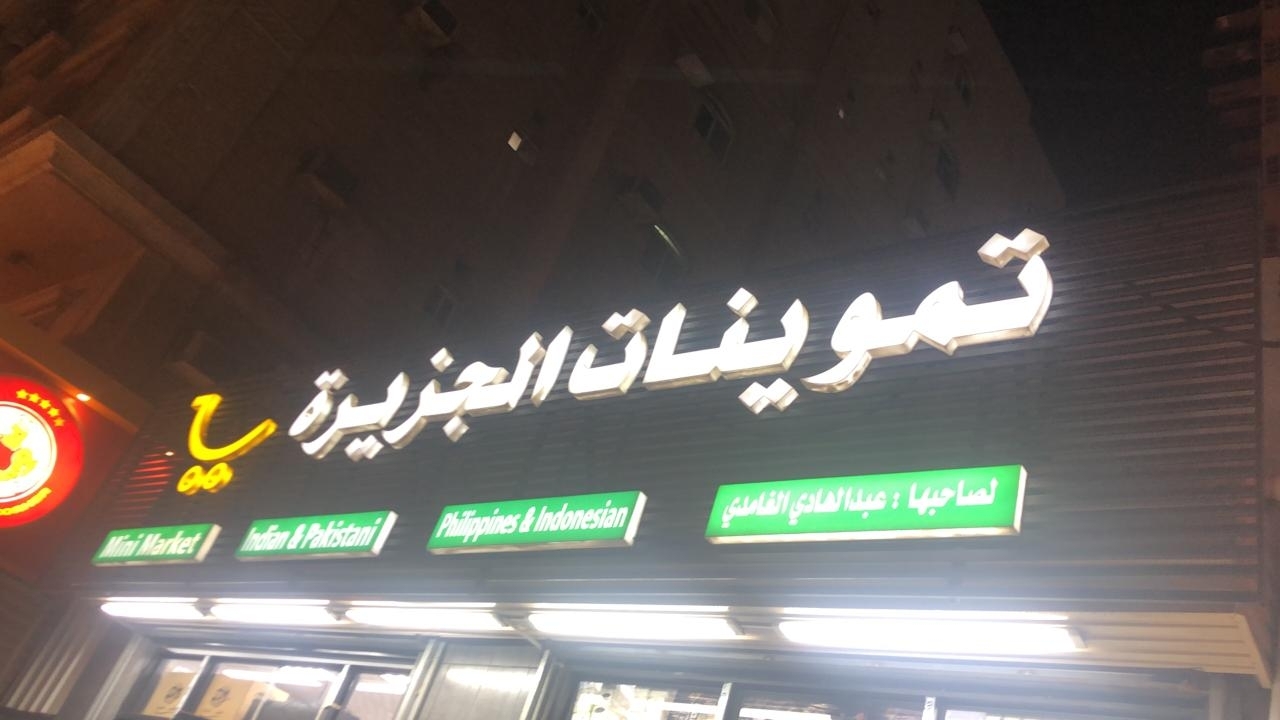 تموينات الجزيرة
لصاحبها : عبدالهادي الغامدي
Philippines & Indonesian
Indian & Pakistani
Mini Market